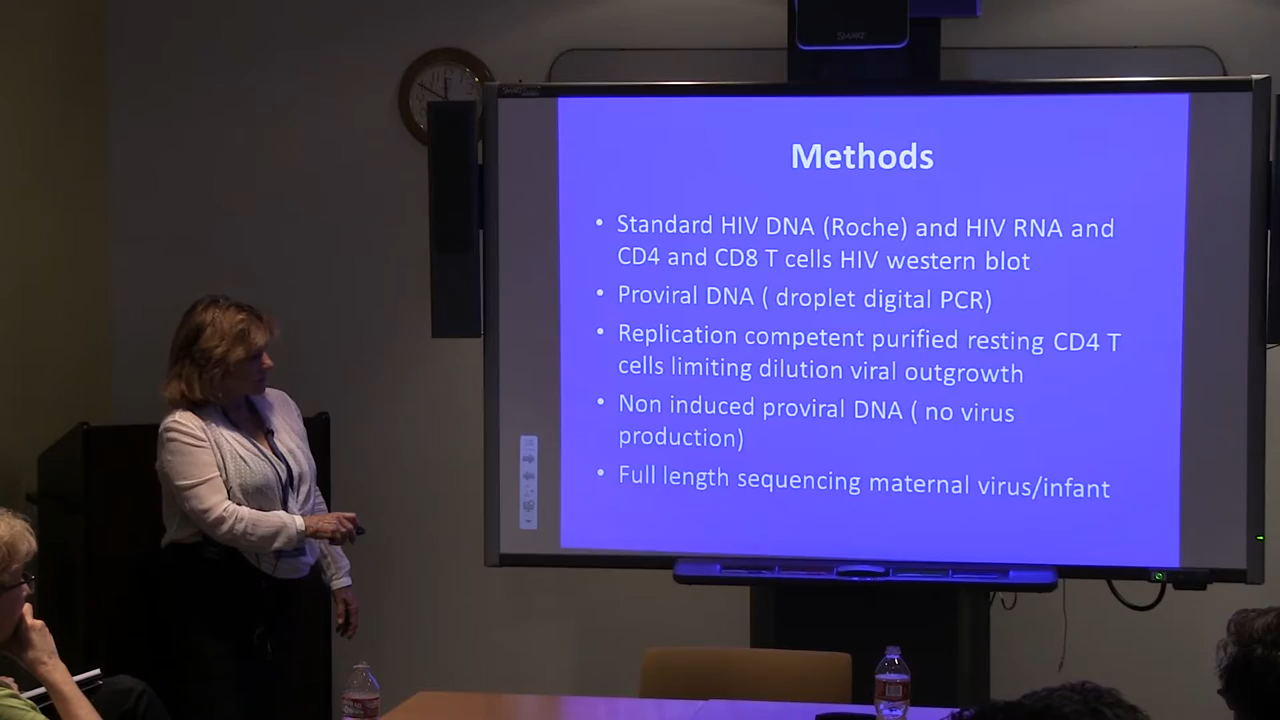 SMART
Methods
• Standard HIV DNA (Roche) and HIV RNA and
CD4 and CD8 T cells HIV western blot
• Proviral DNA ( droplet digital PCR)
• Replication competent purified resting CD4 T
cells limiting dilution viral outgrowth
• Non induced proviral DNA ( no virus
production)
• Full length sequencing maternal virus/infant